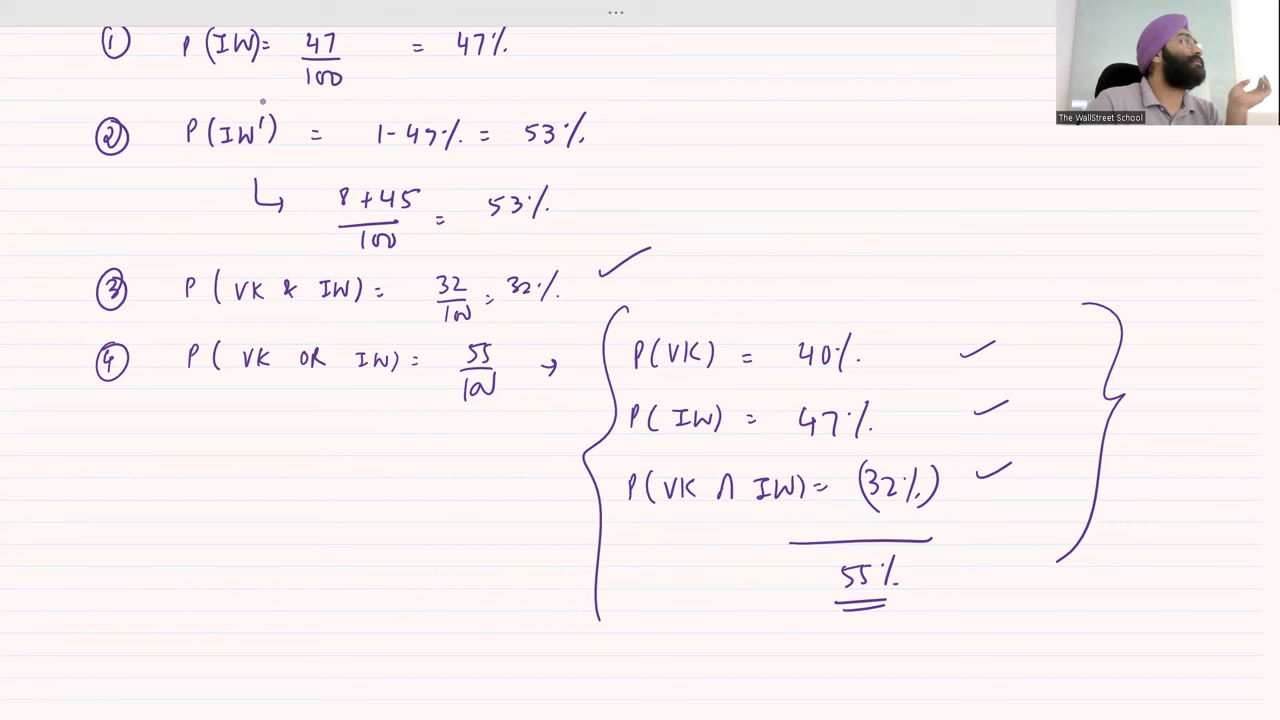 ① P(IW)= 47/100 = 47%
② P(IW') = 1-47% = 53%
↳ 8+45/100 = 53%
③ P( VK & IW) = 32/100 = 32% ✓
④ P( VK OR IW) = 55/100 →
P(VK) = 40% ✓
P( IW) = 47% ✓
P(VK ∩ IW) = (32%) ✓
55%
The WallStreet School
...